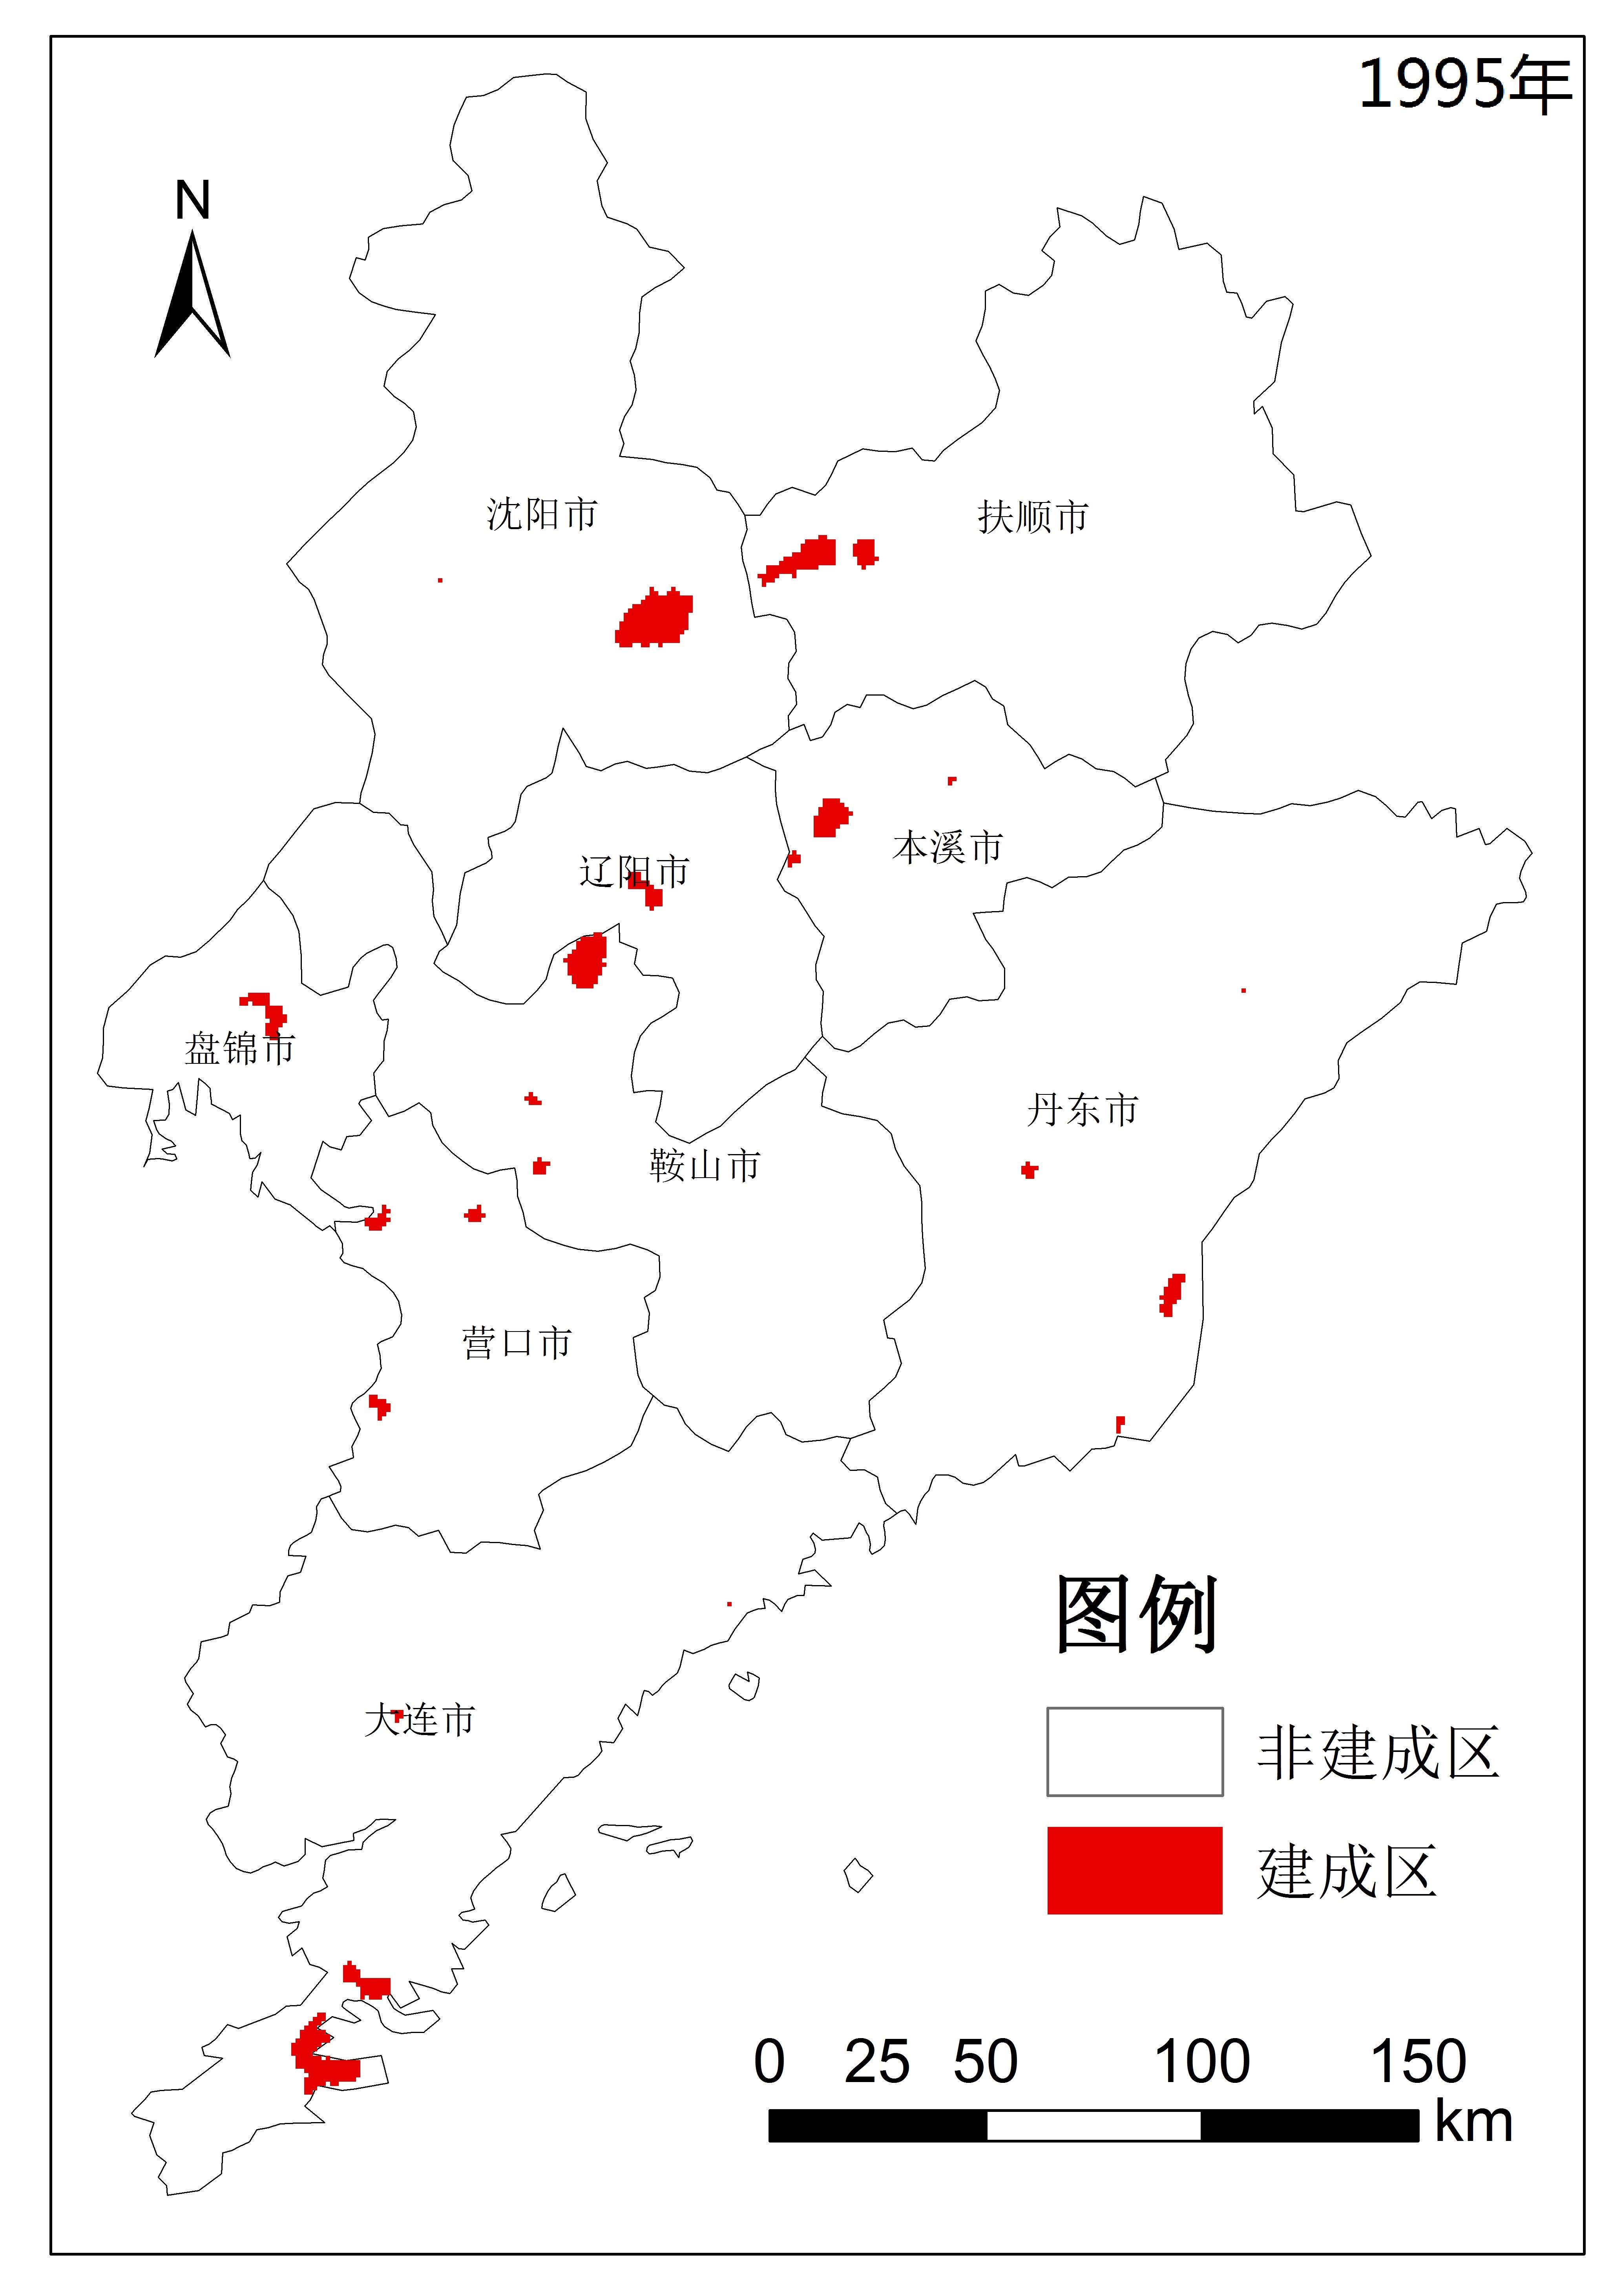 1995年
N
沈阳市
扶顺市
辽阳市
本溪市
盘锦市
丹东市
鞍山市
营口市
大连市
图例
非建成区
建成区
0 25 50 100 150
km